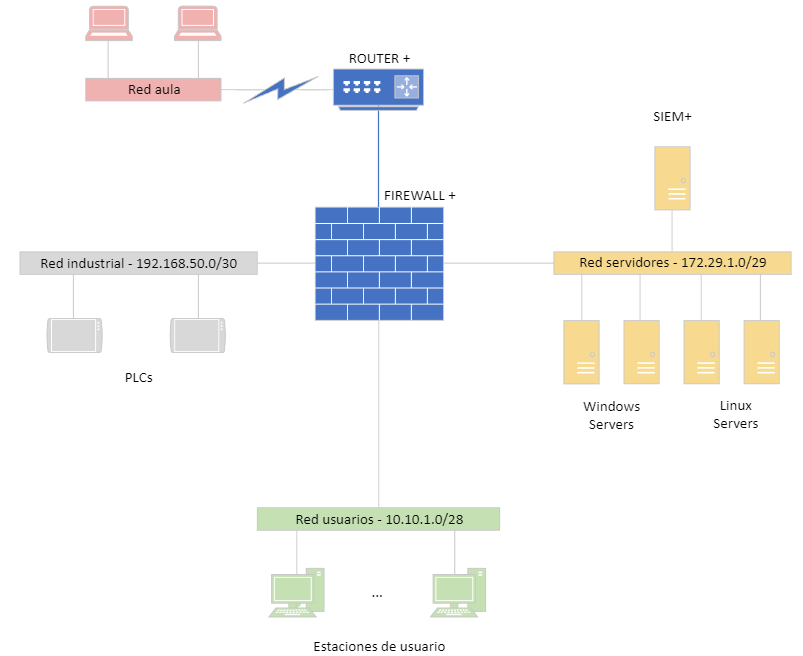 ROUTER +
Red aula
SIEM+
FIREWALL +
Red industrial - 192.168.50.0/30
Red servidores - 172.29.1.0/29
PLCs
Windows
Servers
Linux
Servers
Red usuarios - 10.10.1.0/28
...
Estaciones de usuario